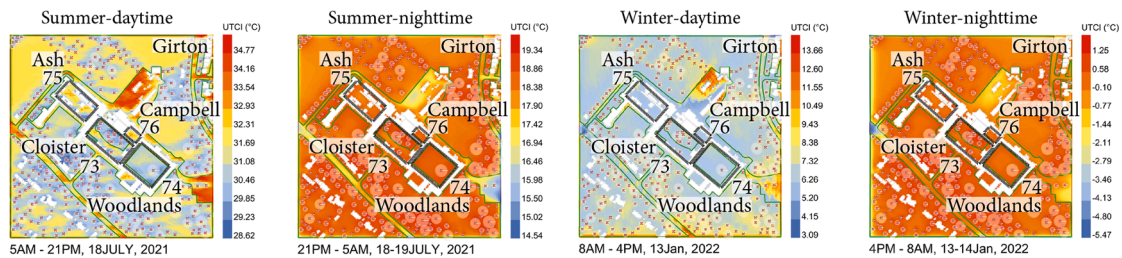 Summer-daytime
UTCI (°C)
34.77
34.16
33.54
32.93
32.31
31.69
31.08
30.46
29.85
29.23
28.62
Girton
Ash
75
Campbell
76
Cloister
73
74
Woodlands
5AM - 21PM, 18JULY, 2021
Summer-nighttime
UTCI (°C)
19.34
18.86
18.38
17.90
17.42
16.94
16.46
15.98
15.50
15.02
14.54
Girton
Ash
75
Campbell
76
Cloister
73
74
Woodlands
21PM - 5AM, 18-19JULY, 2021
Winter-daytime
UTCI (°C)
13.66
12.60
11.55
10.49
9.43
8.38
7.32
6.26
5.20
4.15
3.09
Girton
Ash
75
Campbell
76
Cloister
73
74
Woodlands
8AM - 4PM, 13Jan, 2022
Winter-nighttime
UTCI (°C)
1.25
0.58
-0.10
-0.77
-1.44
-2.11
-2.79
-3.46
-4.13
-4.80
-5.47
Girton
Ash
75
Campbell
76
Cloister
73
74
Woodlands
4PM - 8AM, 13-14Jan, 2022